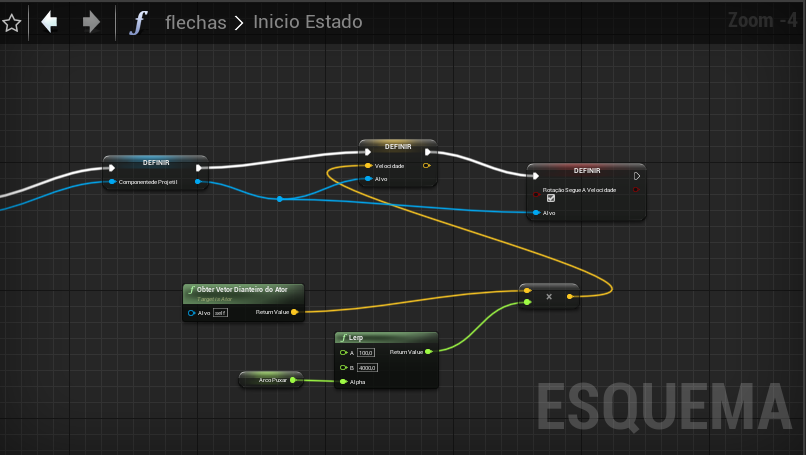 flechas > Inicio Estado
Zoom -4
DEFINIR
Componentede Projetil
DEFINIR
Velocidade
Alvo
DEFINIR
Rotação Segue A Velocidade
Alvo
Obter Vetor Dianteiro do Ator
Target is Ator
Alvo self Return Value
X
Lerp
A 100.0 Return Value
B 4000.0
Alpha
Arco Puxar
ESQUEMA